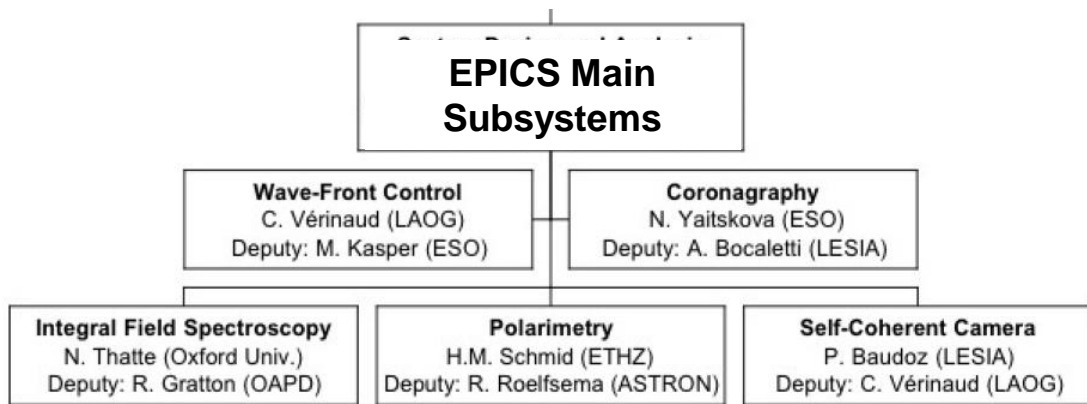 EPICS Main
Subsystems
Wave-Front Control
C. Vérinaud (LAOG)
Deputy: M. Kasper (ESO)
Coronagraphy
N. Yaitskova (ESO)
Deputy: A. Bocaletti (LESIA)
Integral Field Spectroscopy
N. Thatte (Oxford Univ.)
Deputy: R. Gratton (OAPD)
Polarimetry
H.M. Schmid (ETHZ)
Deputy: R. Roelfsema (ASTRON)
Self-Coherent Camera
P. Baudoz (LESIA)
Deputy: C. Vérinaud (LAOG)